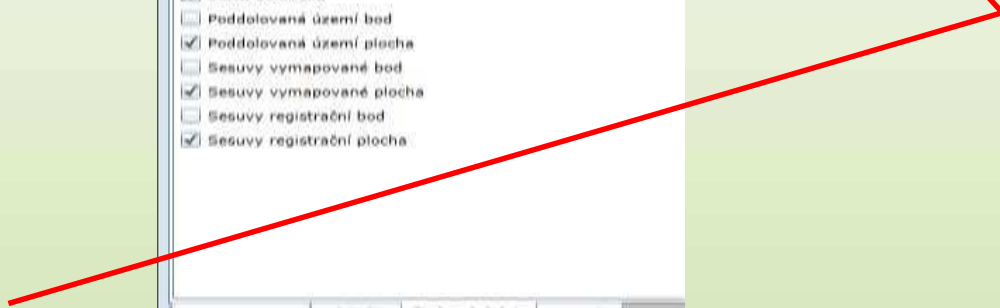 Poddolovaná území bod
Poddolovaná území plocha
Sesuvy vymapované bod
Sesuvy vymapované plocha
Sesuvy registrační bod
Sesuvy registrační plocha